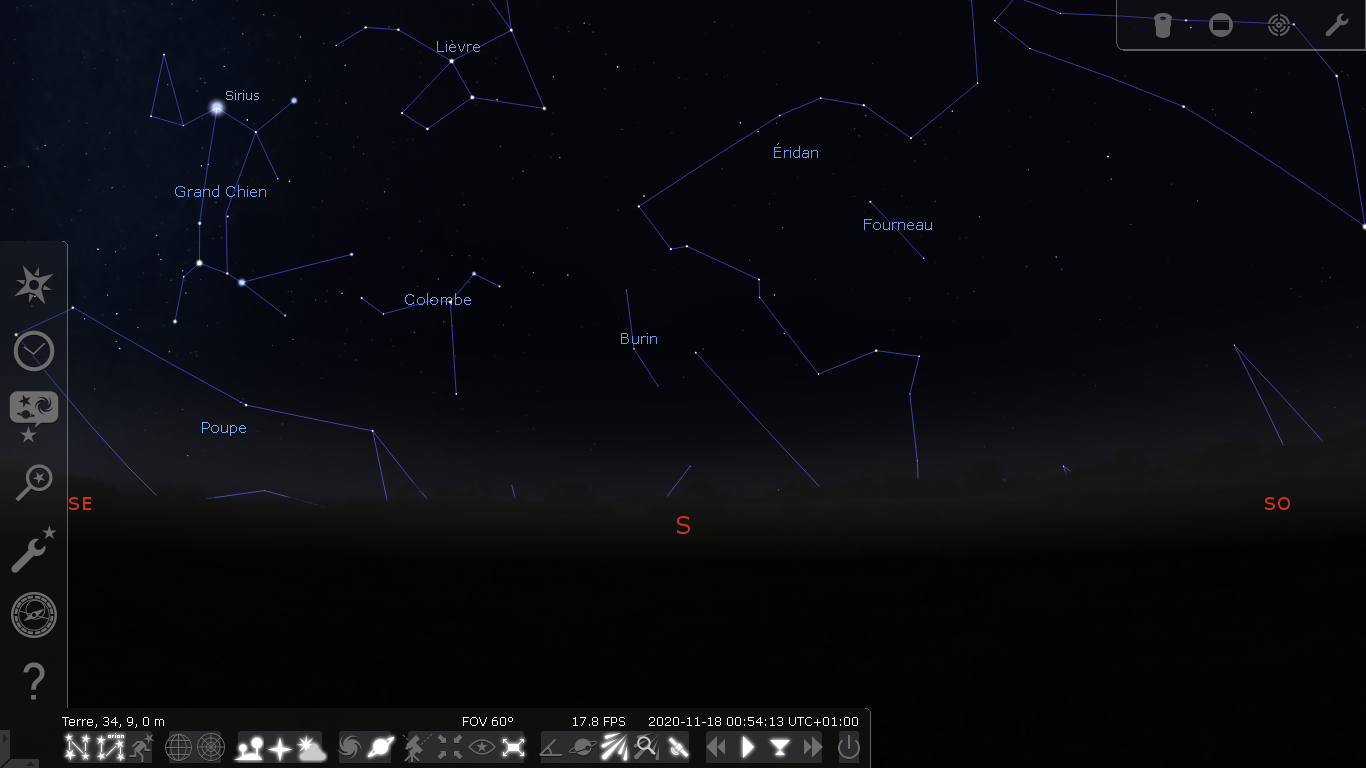 Lièvre
Sirius
Éridan
Grand Chien
Fourneau
Colombe
Burin
Poupe
SE
S
SO
Terre, 34, 9, 0 m
FOV 60°
17.8 FPS
2020-11-18 00:54:13 UTC+01:00
orion
?